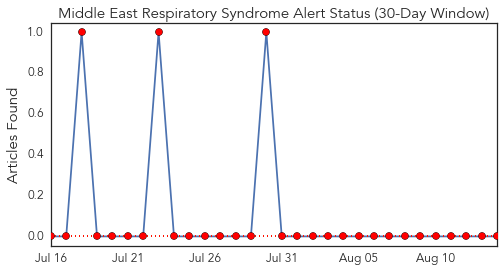 Middle East Respiratory Syndrome Alert Status (30-Day Window)
Articles Found
1.0
0.8
0.6
0.4
0.2
0.0
Jul 16 Jul 21 Jul 26 Jul 31 Aug 05 Aug 10